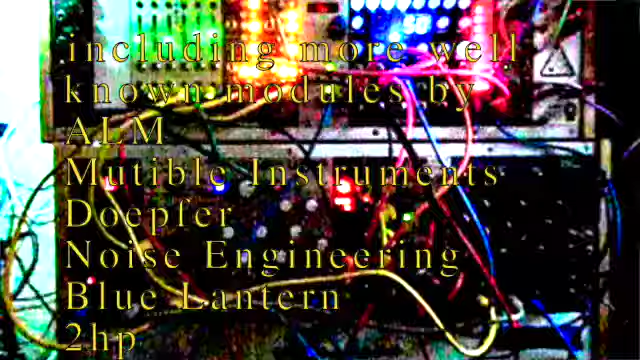 including more well
known modules by
ALM
Mutible Instruments
Doepfer
Noise Engineering
Blue Lantern
2hp